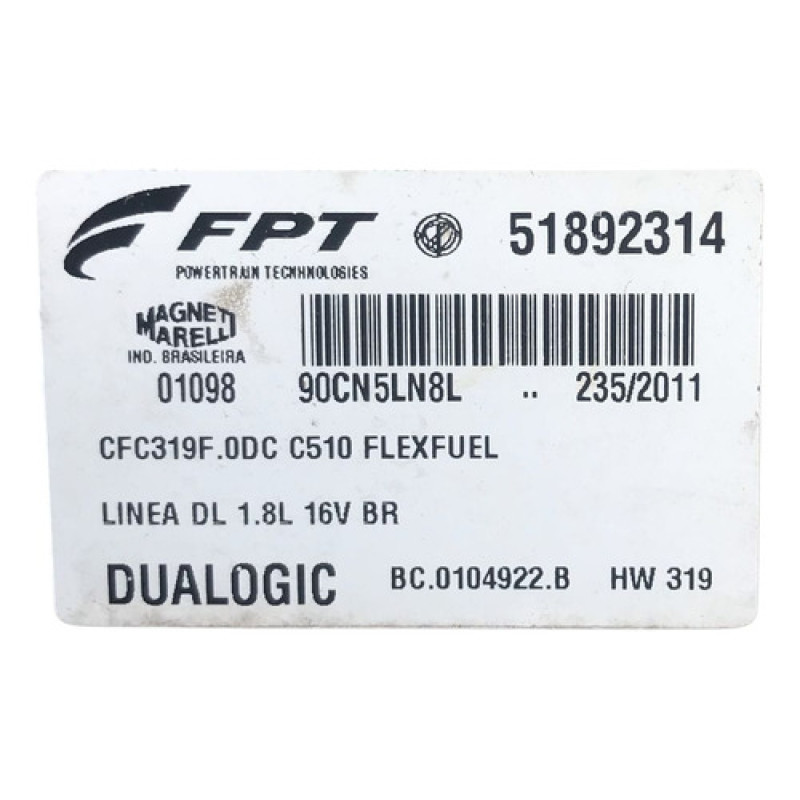 FPT 51892314
POWERTRAIN TECNHNOLOGIES
MAGNETI
MARELLI
IND. BRASILEIRA
01098 90CN5LN8L .. 235/2011
CFC319F.0DC C510 FLEXFUEL
LINEA DL 1.8L 16V BR
DUALOGIC BC.0104922.B HW 319